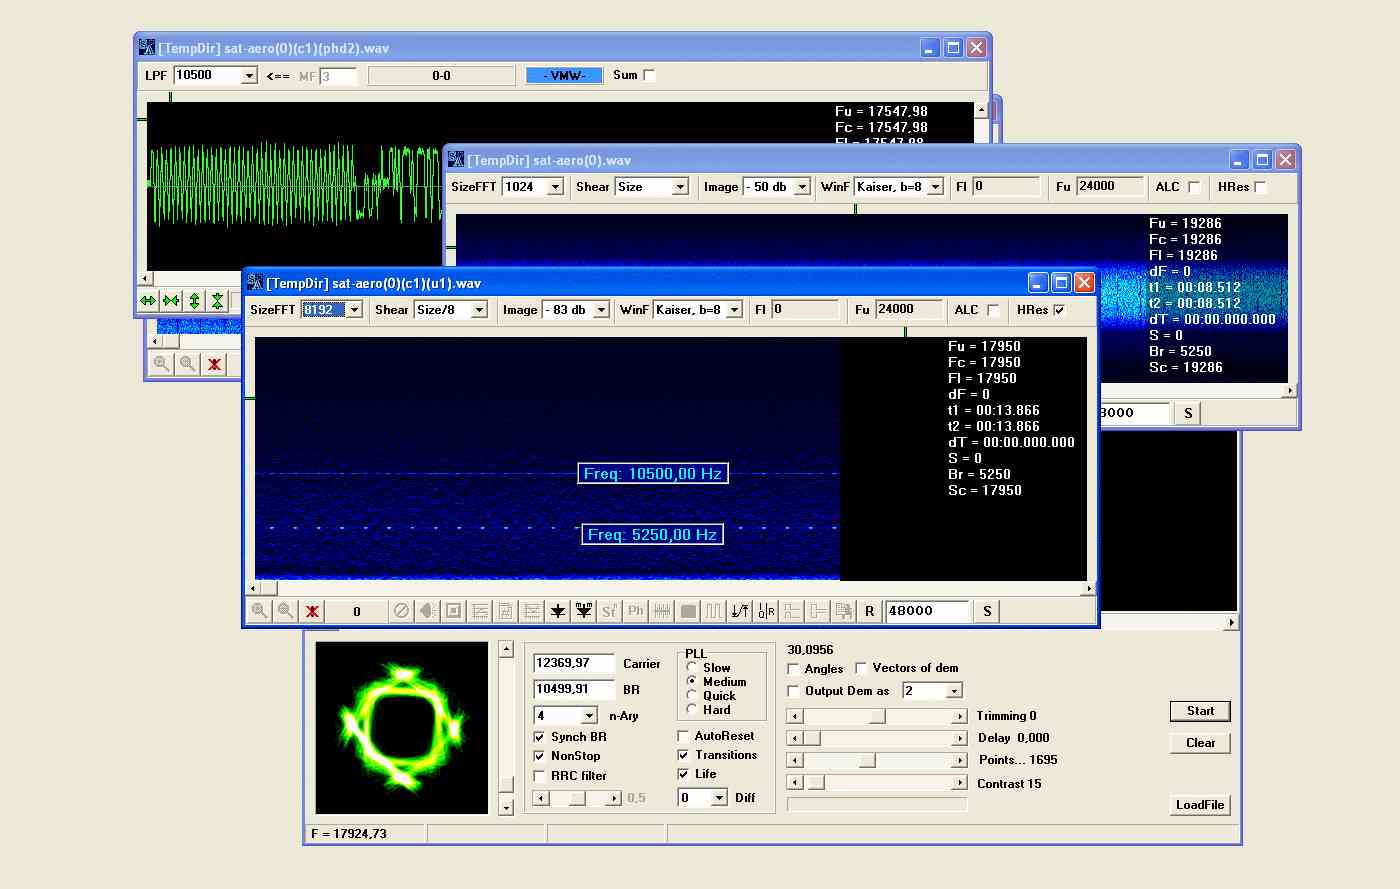 [TempDir] sat-aero(0)(c1)(phd2).wav
LPF 10500 <== MF 3 0-0 -VMW- Sum
Fu = 17547,98
Fc = 17547,98
[TempDir] sat-aero(0).wav
SizeFFT 1024 Shear Size Image - 50 db WinF Kaiser, b=8 Fl 0 Fu 24000 ALC HRes
Fu = 19286
Fc = 19286
Fl = 19286
dF = 0
t1 = 00:08.512
t2 = 00:08.512
dT = 00:00.000.000
S = 0
Br = 5250
Sc = 19286
S
[TempDir] sat-aero(0)(c1)(u1).wav
SizeFFT 8192 Shear Size/8 Image - 83 db WinF Kaiser, b=8 Fl 0 Fu 24000 ALC HRes
Fu = 17950
Fc = 17950
Fl = 17950
dF = 0
t1 = 00:13.866
t2 = 00:13.866
dT = 00:00.000.000
S = 0
Br = 5250
Sc = 17950
Freq: 10500,00 Hz
Freq: 5250,00 Hz
0 Sf Ph R 48000 S
12369,97 Carrier
10499,91 BR
4 n-Ary
Synch BR
NonStop
RRC filter
0,5
PLL
Slow
Medium
Quick
Hard
AutoReset
Transitions
Life
0 Diff
30,0956
Angles Vectors of dem
Output Dem as 2
Trimming 0
Delay 0,000
Points... 1695
Contrast 15
Start
Clear
LoadFile
F = 17924,73